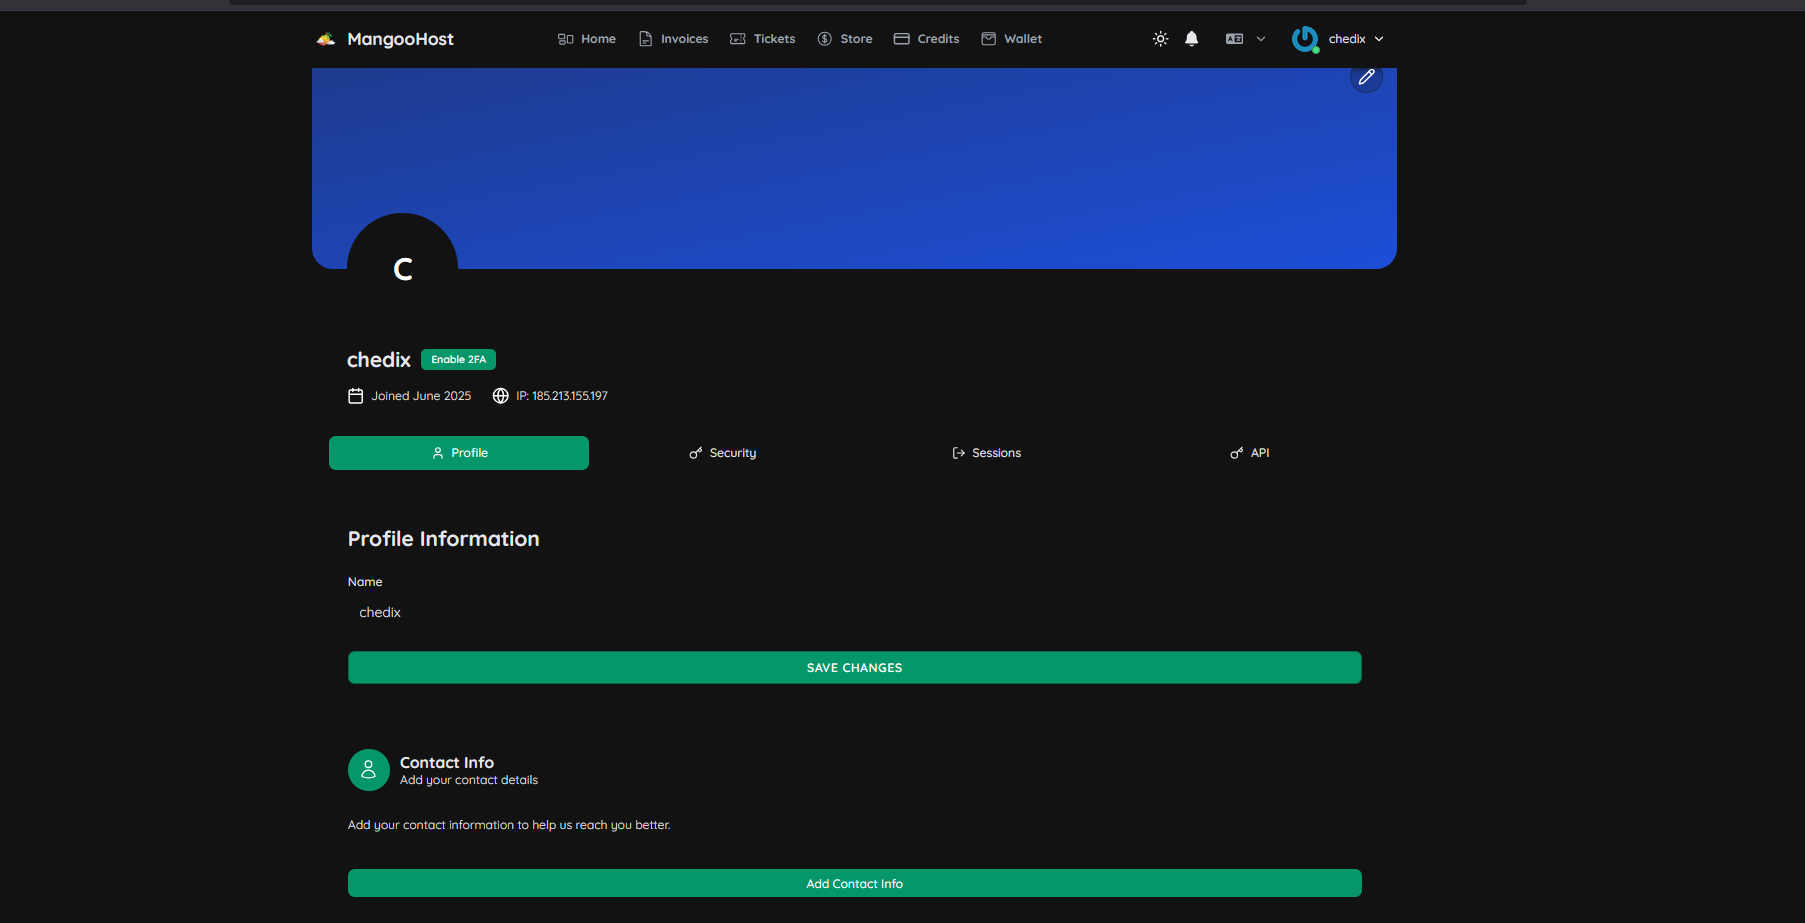 MangooHost Home Invoices Tickets Store Credits Wallet chedix
C
chedix Enable 2FA
Joined June 2025 IP: 185.213.155.197
Profile Security Sessions API
Profile Information
Name
chedix
SAVE CHANGES
Contact Info
Add your contact details
Add your contact information to help us reach you better.
Add Contact Info